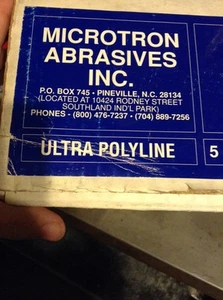 MICROTRON
ABRASIVES
INC.
P.O. BOX 745 • PINEVILLE, N.C. 28134
(LOCATED AT 10424 RODNEY STREET
SOUTHLAND IND'L PARK)
PHONES - (800) 476-7237 • (704) 889-7256
ULTRA POLYLINE
5